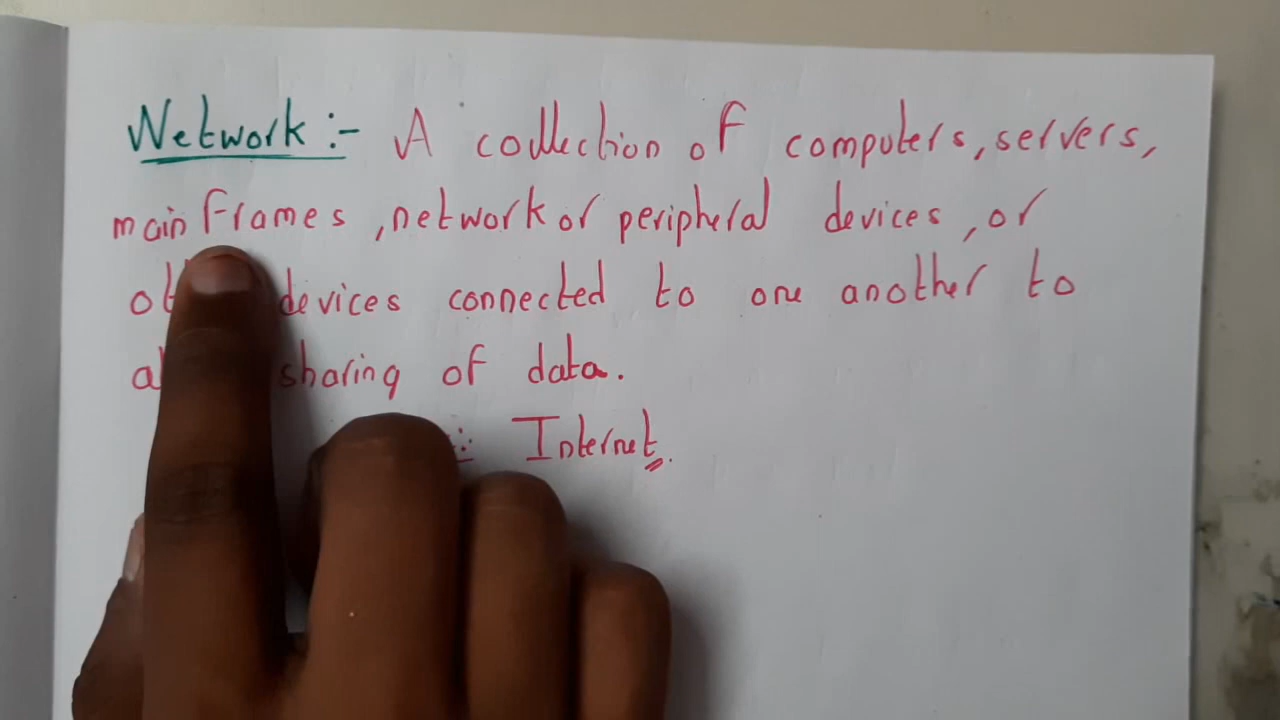 Network :- A collection of computers, servers,
mainframes, network or peripheral devices, or
devices connected to one another to
sharing of data.
Internet.